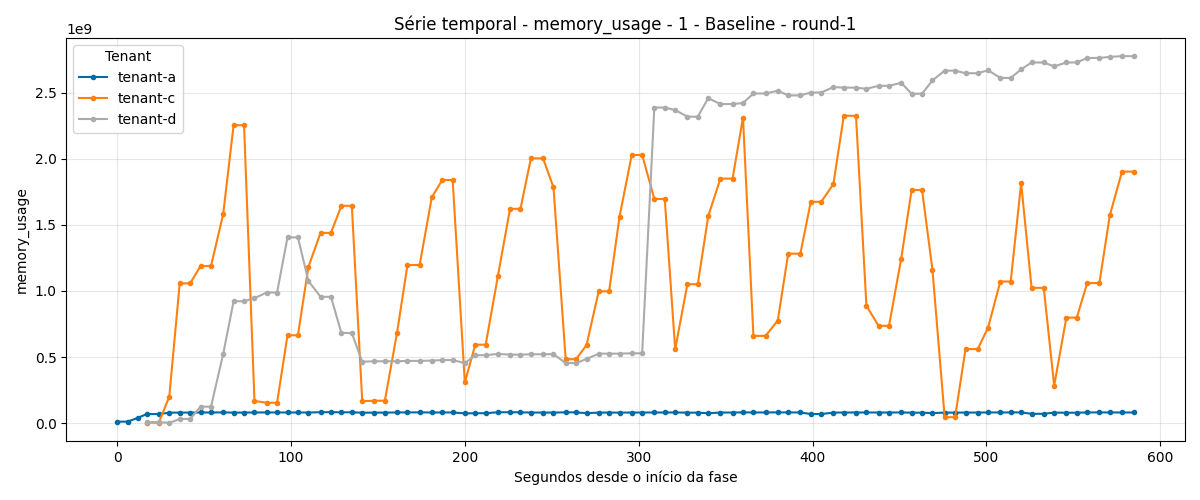 Série temporal - memory_usage - 1 - Baseline - round-1
1e9
Tenant
tenant-a
tenant-c
tenant-d
memory_usage
2.5
2.0
1.5
1.0
0.5
0.0
0 100 200 300 400 500 600
Segundos desde o início da fase